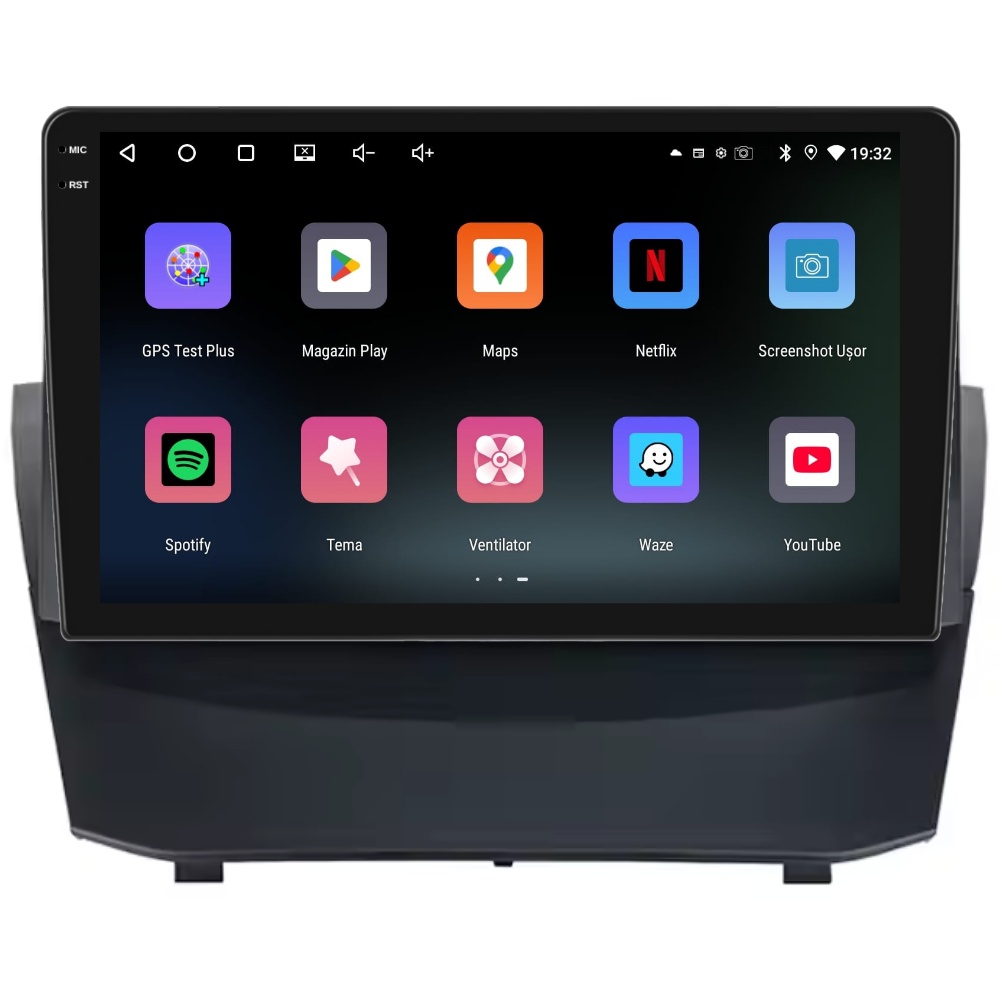 MIC
19:32
RST
GPS Test Plus
Magazin Play
Maps
Netflix
Screenshot Ușor
Spotify
Tema
Ventilator
Waze
YouTube